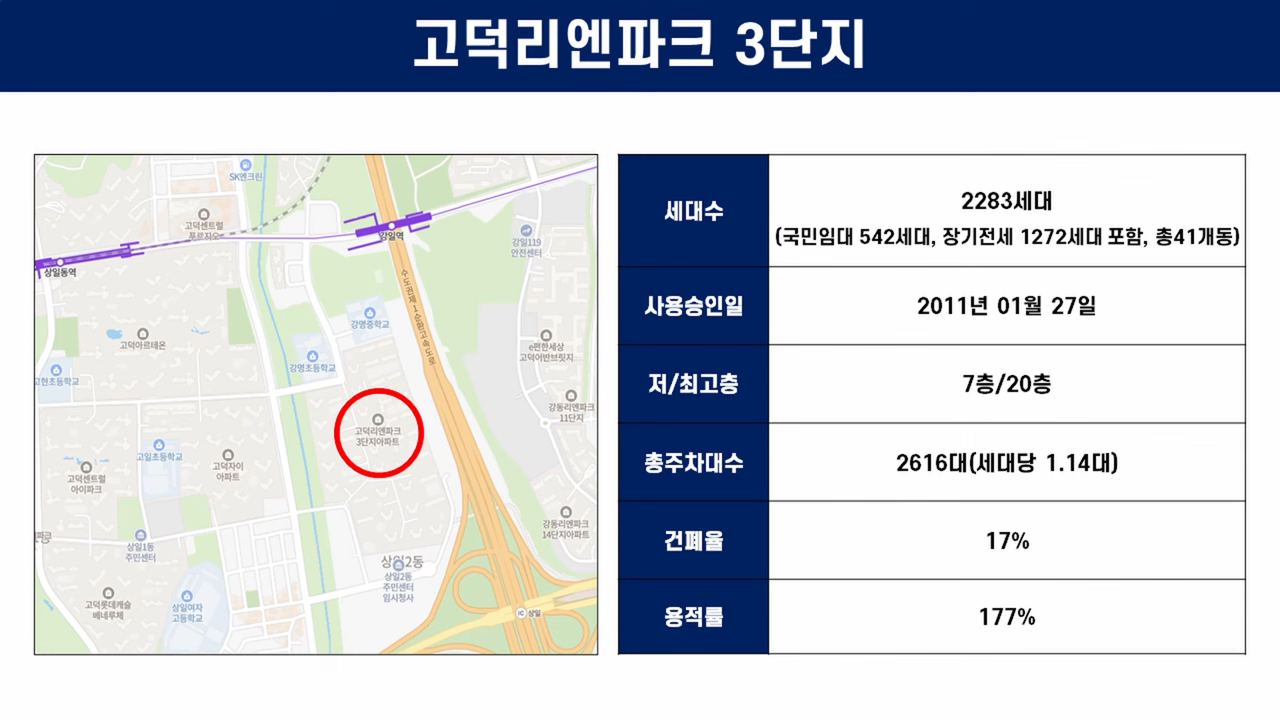 고덕리엔파크 3단지
SK엔크린
고덕센트럴
푸르지오
강일역
강일119
안전센터
상일동역
수도권제1순환고속도로
강명중학교
고덕아르테온
e편한세상
고덕어반브릿지
강명초등학교
고현초등학교
강동리엔파크
11단지
고덕리엔파크
3단지아파트
고일초등학교
고덕자이
아파트
고덕센트럴
아이파크
강동리엔파크
14단지아파트
상일1동
주민센터
상일2동
상일2동
주민센터
임시청사
고덕롯데캐슬
베네루체
상일여자
고등학교
IC 상일
세대수
2283세대
(국민임대 542세대, 장기전세 1272세대 포함, 총41개동)
사용승인일
2011년 01월 27일
저/최고층
7층/20층
총주차대수
2616대(세대당 1.14대)
건폐율
17%
용적률
177%